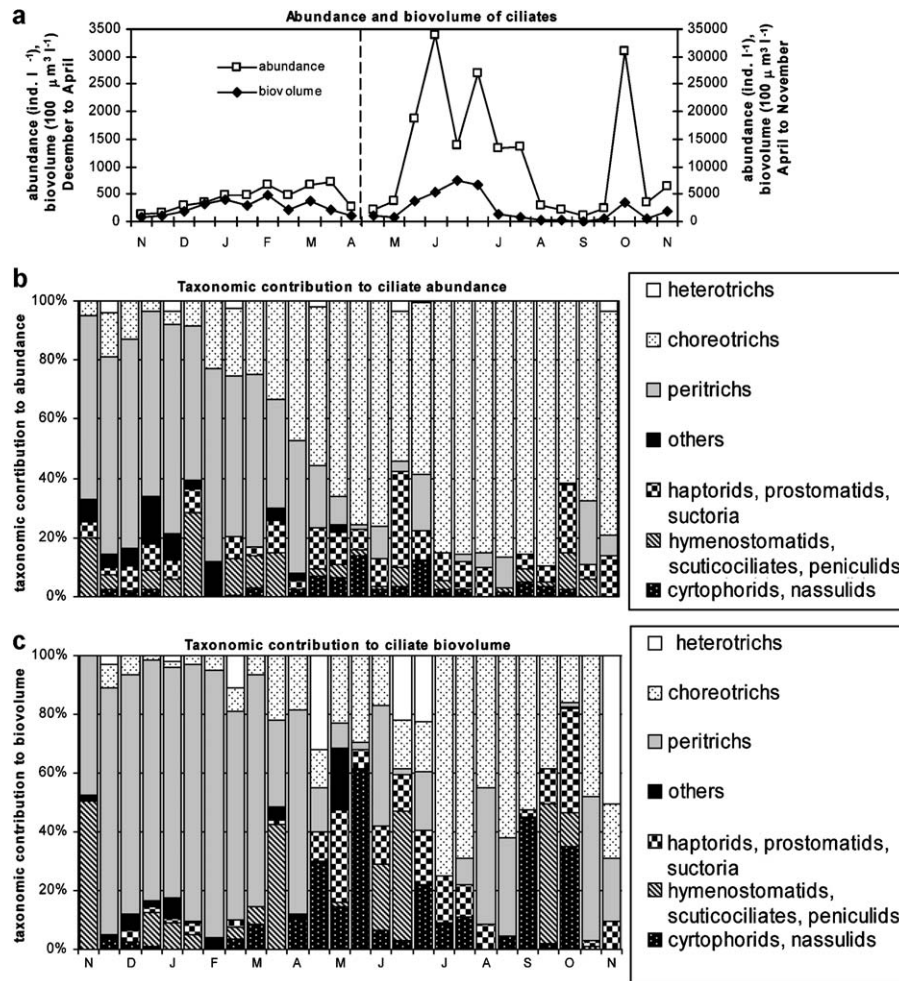 a
Abundance and biovolume of ciliates
abundance (ind. l⁻¹),
biovolume (100 μ m³ l⁻¹)
December to April
3500
3000
2500
2000
1500
1000
500
0
abundance
biovolume
35000
30000
25000
20000
15000
10000
5000
0
abundance (ind. l⁻¹),
biovolume (100 μ m³ l⁻¹)
April to November
N D J F M A M J J A S O N
b
Taxonomic contribution to ciliate abundance
taxonomic conrtibution to abundance
100%
80%
60%
40%
20%
0%
heterotrichs
choreotrichs
peritrichs
others
haptorids, prostomatids,
suctoria
hymenostomatids,
scuticociliates, peniculids
cyrtophorids, nassulids
c
Taxonomic contribution to ciliate biovolume
taxonomic contribution to biovolume
100%
80%
60%
40%
20%
0%
N D J F M A M J J A S O N
heterotrichs
choreotrichs
peritrichs
others
haptorids, prostomatids,
suctoria
hymenostomatids,
scuticociliates, peniculids
cyrtophorids, nassulids